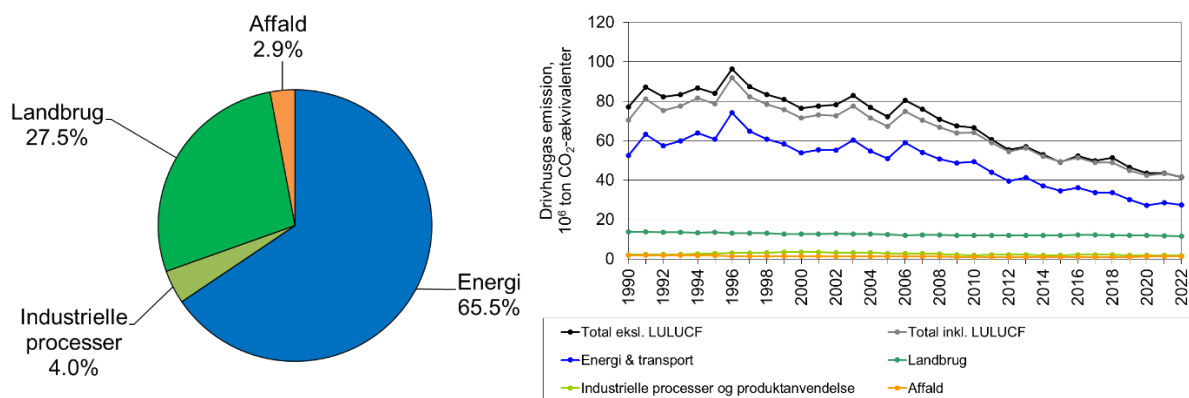 Affald
2.9%
Landbrug
27.5%
Industrielle
processer
4.0%
Energi
65.5%
Drivhusgas emission,
10⁶ ton CO₂-ækvivalenter
120
100
80
60
40
20
0
1990
1992
1994
1996
1998
2000
2002
2004
2006
2008
2010
2012
2014
2016
2018
2020
2022
Total eksl. LULUCF
Total inkl. LULUCF
Energi & transport
Landbrug
Industrielle processer og produktanvendelse
Affald